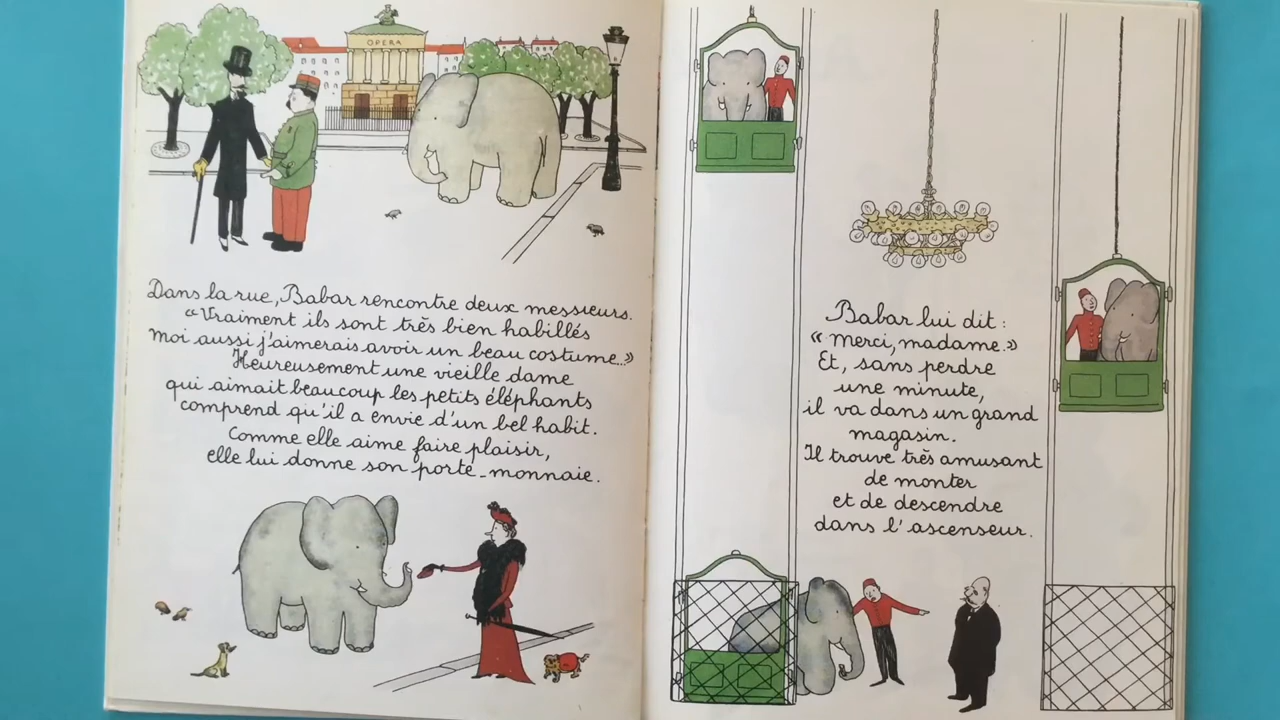 OPERA
Dans la rue, Babar rencontre deux messieurs.
«Vraiment ils sont très bien habillés
moi aussi j'aimerais avoir un beau costume...»
Heureusement une vieille dame
qui aimait beaucoup les petits éléphants
comprend qu'il a envie d'un bel habit.
Comme elle aime faire plaisir,
elle lui donne son porte-monnaie.
Babar lui dit :
« Merci, madame.»
Et, sans perdre
une minute,
il va dans un grand
magasin.
Il trouve très amusant
de monter
et de descendre
dans l'ascenseur.